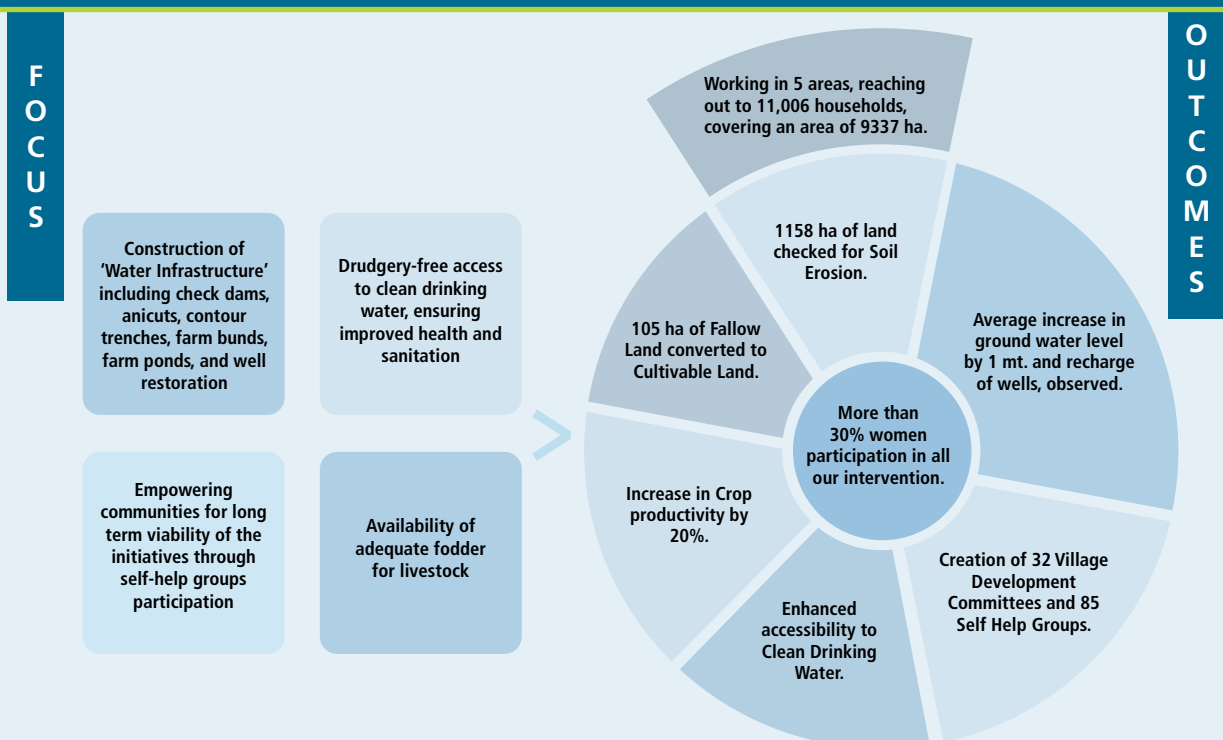 FOCUS
Construction of
‘Water Infrastructure’
including check dams,
anicuts, contour
trenches, farm bunds,
farm ponds, and well
restoration
Drudgery-free access
to clean drinking
water, ensuring
improved health and
sanitation
Empowering
communities for long
term viability of the
initiatives through
self-help groups
participation
Availability of
adequate fodder
for livestock
OUTCOMES
Working in 5 areas, reaching
out to 11,006 households,
covering an area of 9337 ha.
1158 ha of land
checked for Soil
Erosion.
Average increase in
ground water level
by 1 mt. and recharge
of wells, observed.
Creation of 32 Village
Development
Committees and 85
Self Help Groups.
Enhanced
accessibility to
Clean Drinking
Water.
Increase in Crop
productivity by
20%.
105 ha of Fallow
Land converted to
Cultivable Land.
More than
30% women
participation in all
our intervention.